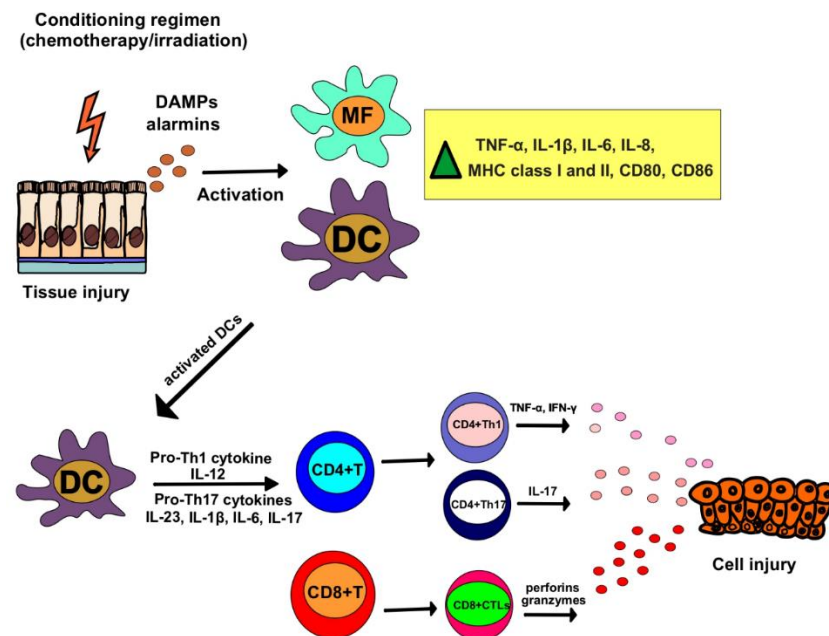 Conditioning regimen
(chemotherapy/irradiation)
DAMPs
alarmins
Activation
Tissue injury
MF
DC
TNF-α, IL-1β, IL-6, IL-8,
MHC class I and II, CD80, CD86
activated DCs
DC
Pro-Th1 cytokine
IL-12
Pro-Th17 cytokines
IL-23, IL-1β, IL-6, IL-17
CD4+T
CD4+Th1
TNF-α, IFN-γ
CD4+Th17
IL-17
CD8+T
CD8+CTLs
perforins
granzymes
Cell injury